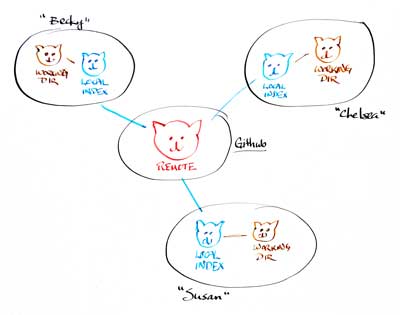 "Becky"
WORKING
DIR
LOCAL
INDEX
LOCAL
INDEX
WORKING
DIR
"Chelsea"
Github
REMOTE
LOCAL
INDEX
WORKING
DIR
"Susan"